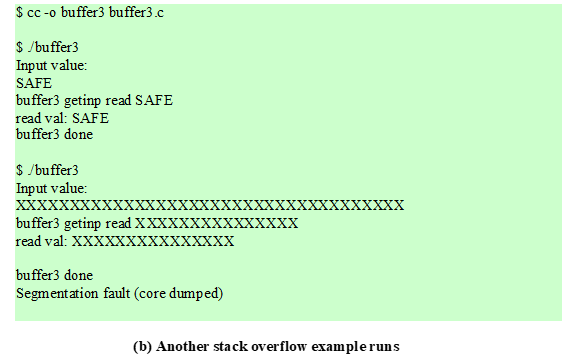 $ cc -o buffer3 buffer3.c
$ ./buffer3
Input value:
SAFE
buffer3 getinp read SAFE
read val: SAFE
buffer3 done
$ ./buffer3
Input value:
XXXXXXXXXXXXXXXXXXXXXXXXXXXXXXXXXXXX
buffer3 getinp read XXXXXXXXXXXXXXX
read val: XXXXXXXXXXXXXXX
buffer3 done
Segmentation fault (core dumped)
(b) Another stack overflow example runs